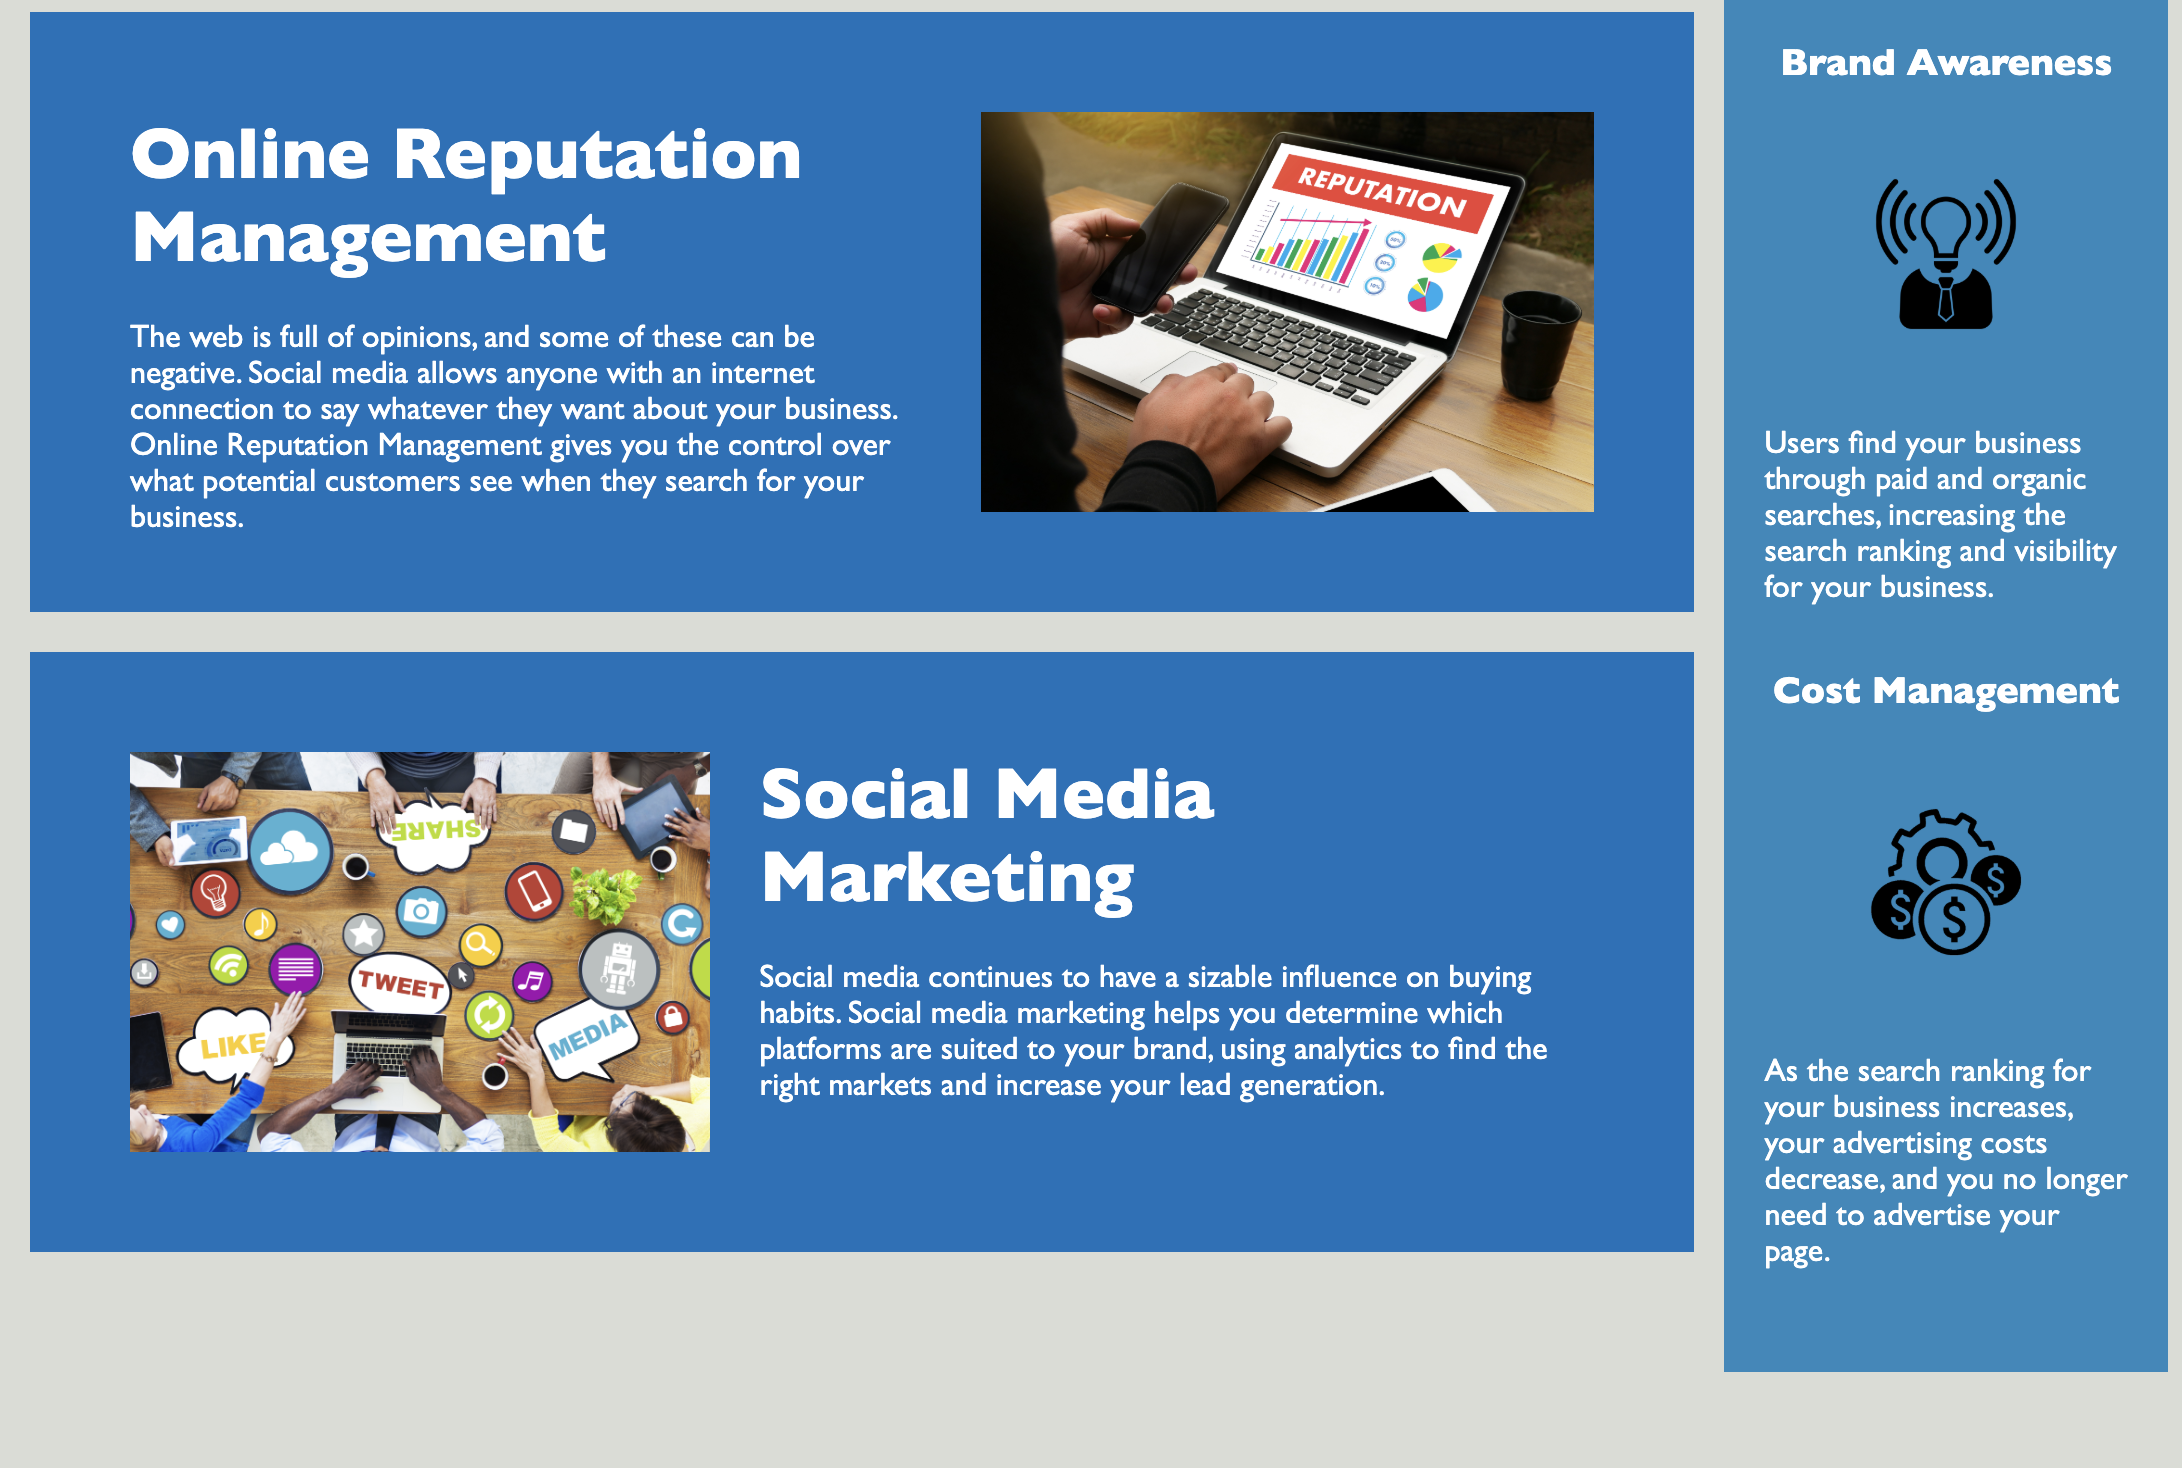 Online Reputation
Management
The web is full of opinions, and some of these can be
negative. Social media allows anyone with an internet
connection to say whatever they want about your business.
Online Reputation Management gives you the control over
what potential customers see when they search for your
business.
REPUTATION
Social Media
Marketing
Social media continues to have a sizable influence on buying
habits. Social media marketing helps you determine which
platforms are suited to your brand, using analytics to find the
right markets and increase your lead generation.
SHARE
TWEET
LIKE
MEDIA
Brand Awareness
Users find your business
through paid and organic
searches, increasing the
search ranking and visibility
for your business.
Cost Management
$
$
$
As the search ranking for
your business increases,
your advertising costs
decrease, and you no longer
need to advertise your
page.